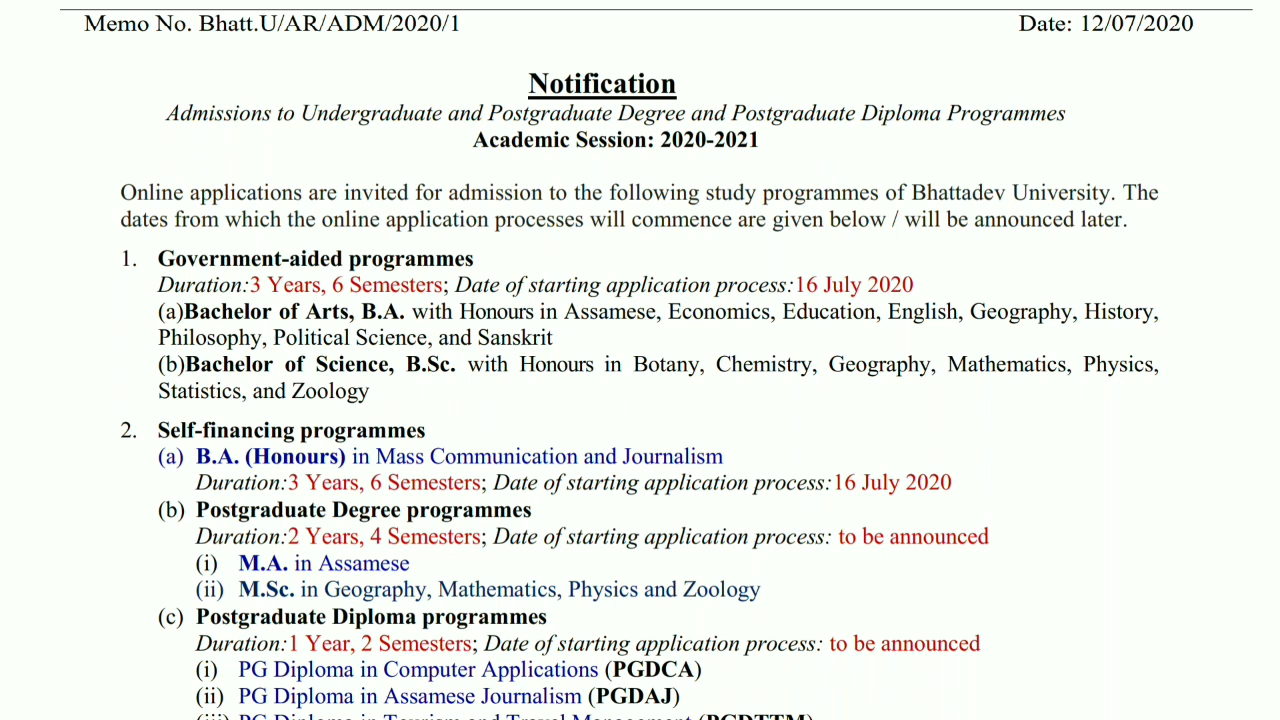 Memo No. Bhatt.U/AR/ADM/2020/1 Date: 12/07/2020
Notification
Admissions to Undergraduate and Postgraduate Degree and Postgraduate Diploma Programmes
Academic Session: 2020-2021
Online applications are invited for admission to the following study programmes of Bhattadev University. The
dates from which the online application processes will commence are given below / will be announced later.
1. Government-aided programmes
Duration:3 Years, 6 Semesters; Date of starting application process:16 July 2020
(a)Bachelor of Arts, B.A. with Honours in Assamese, Economics, Education, English, Geography, History,
Philosophy, Political Science, and Sanskrit
(b)Bachelor of Science, B.Sc. with Honours in Botany, Chemistry, Geography, Mathematics, Physics,
Statistics, and Zoology
2. Self-financing programmes
(a) B.A. (Honours) in Mass Communication and Journalism
Duration:3 Years, 6 Semesters; Date of starting application process:16 July 2020
(b) Postgraduate Degree programmes
Duration:2 Years, 4 Semesters; Date of starting application process: to be announced
(i) M.A. in Assamese
(ii) M.Sc. in Geography, Mathematics, Physics and Zoology
(c) Postgraduate Diploma programmes
Duration:1 Year, 2 Semesters; Date of starting application process: to be announced
(i) PG Diploma in Computer Applications (PGDCA)
(ii) PG Diploma in Assamese Journalism (PGDAJ)
(iii) PG Diploma in Tourism and Travel Management (PGDTTM)